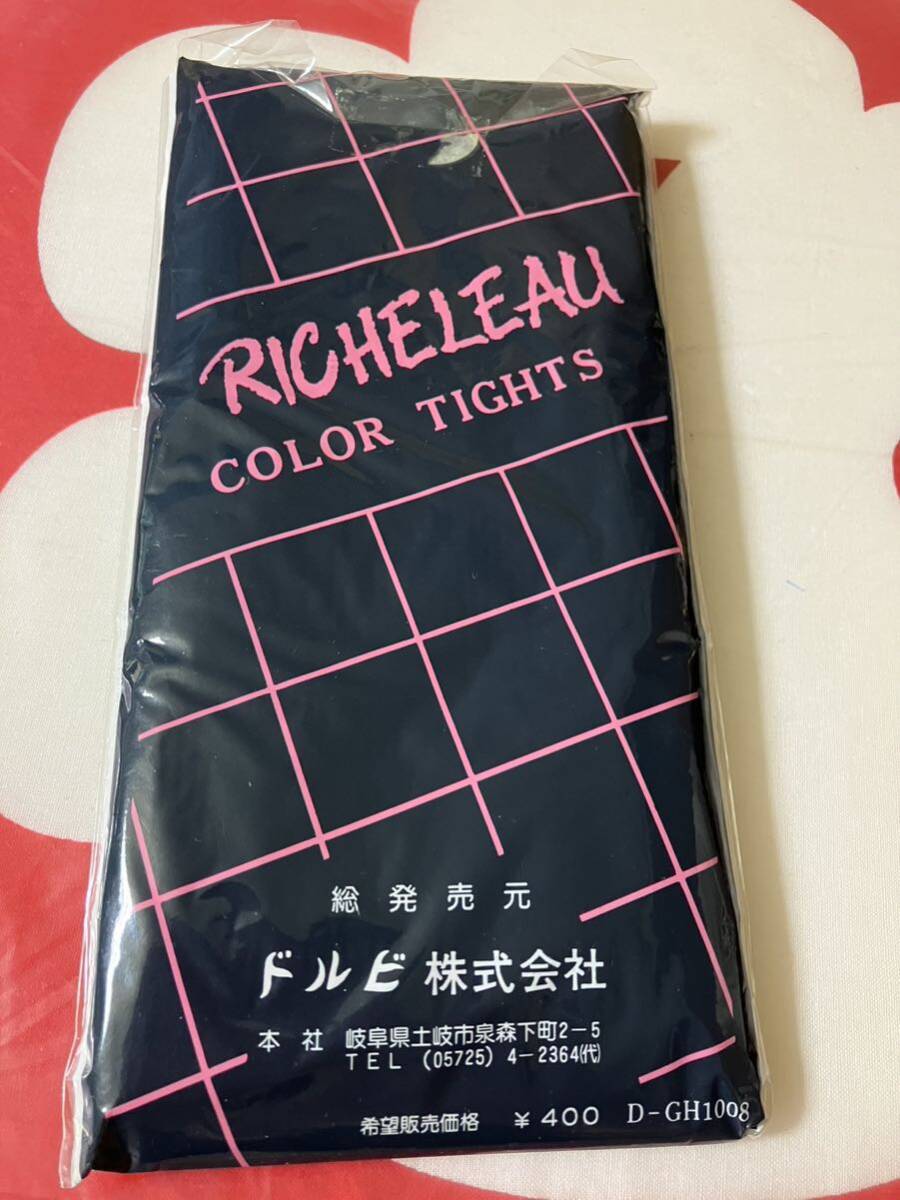 RICHELEAU
COLOR TIGHTS
総発売元
ドルビ株式会社
本社 岐阜県土岐市泉森下町2-5
TEL (05725) 4-2364㈹
希望販売価格 ¥400 D-GH1008